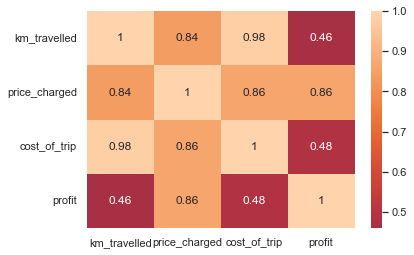 km_travelled 1 0.84 0.98 0.46
price_charged 0.84 1 0.86 0.86
cost_of_trip 0.98 0.86 1 0.48
profit 0.46 0.86 0.48 1
km_travelled price_charged cost_of_trip profit
1.0
0.9
0.8
0.7
0.6
0.5